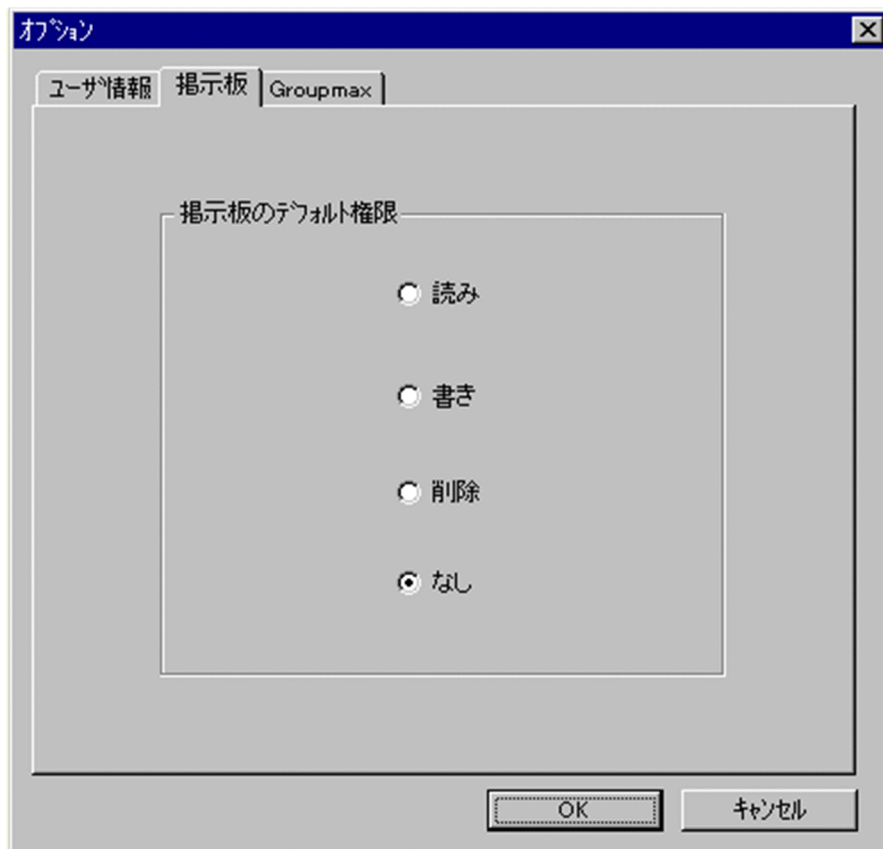 オプション
ユーザ情報 掲示板 Groupmax
掲示板のデフォルト権限
読み
書き
削除
なし
OK キャンセル